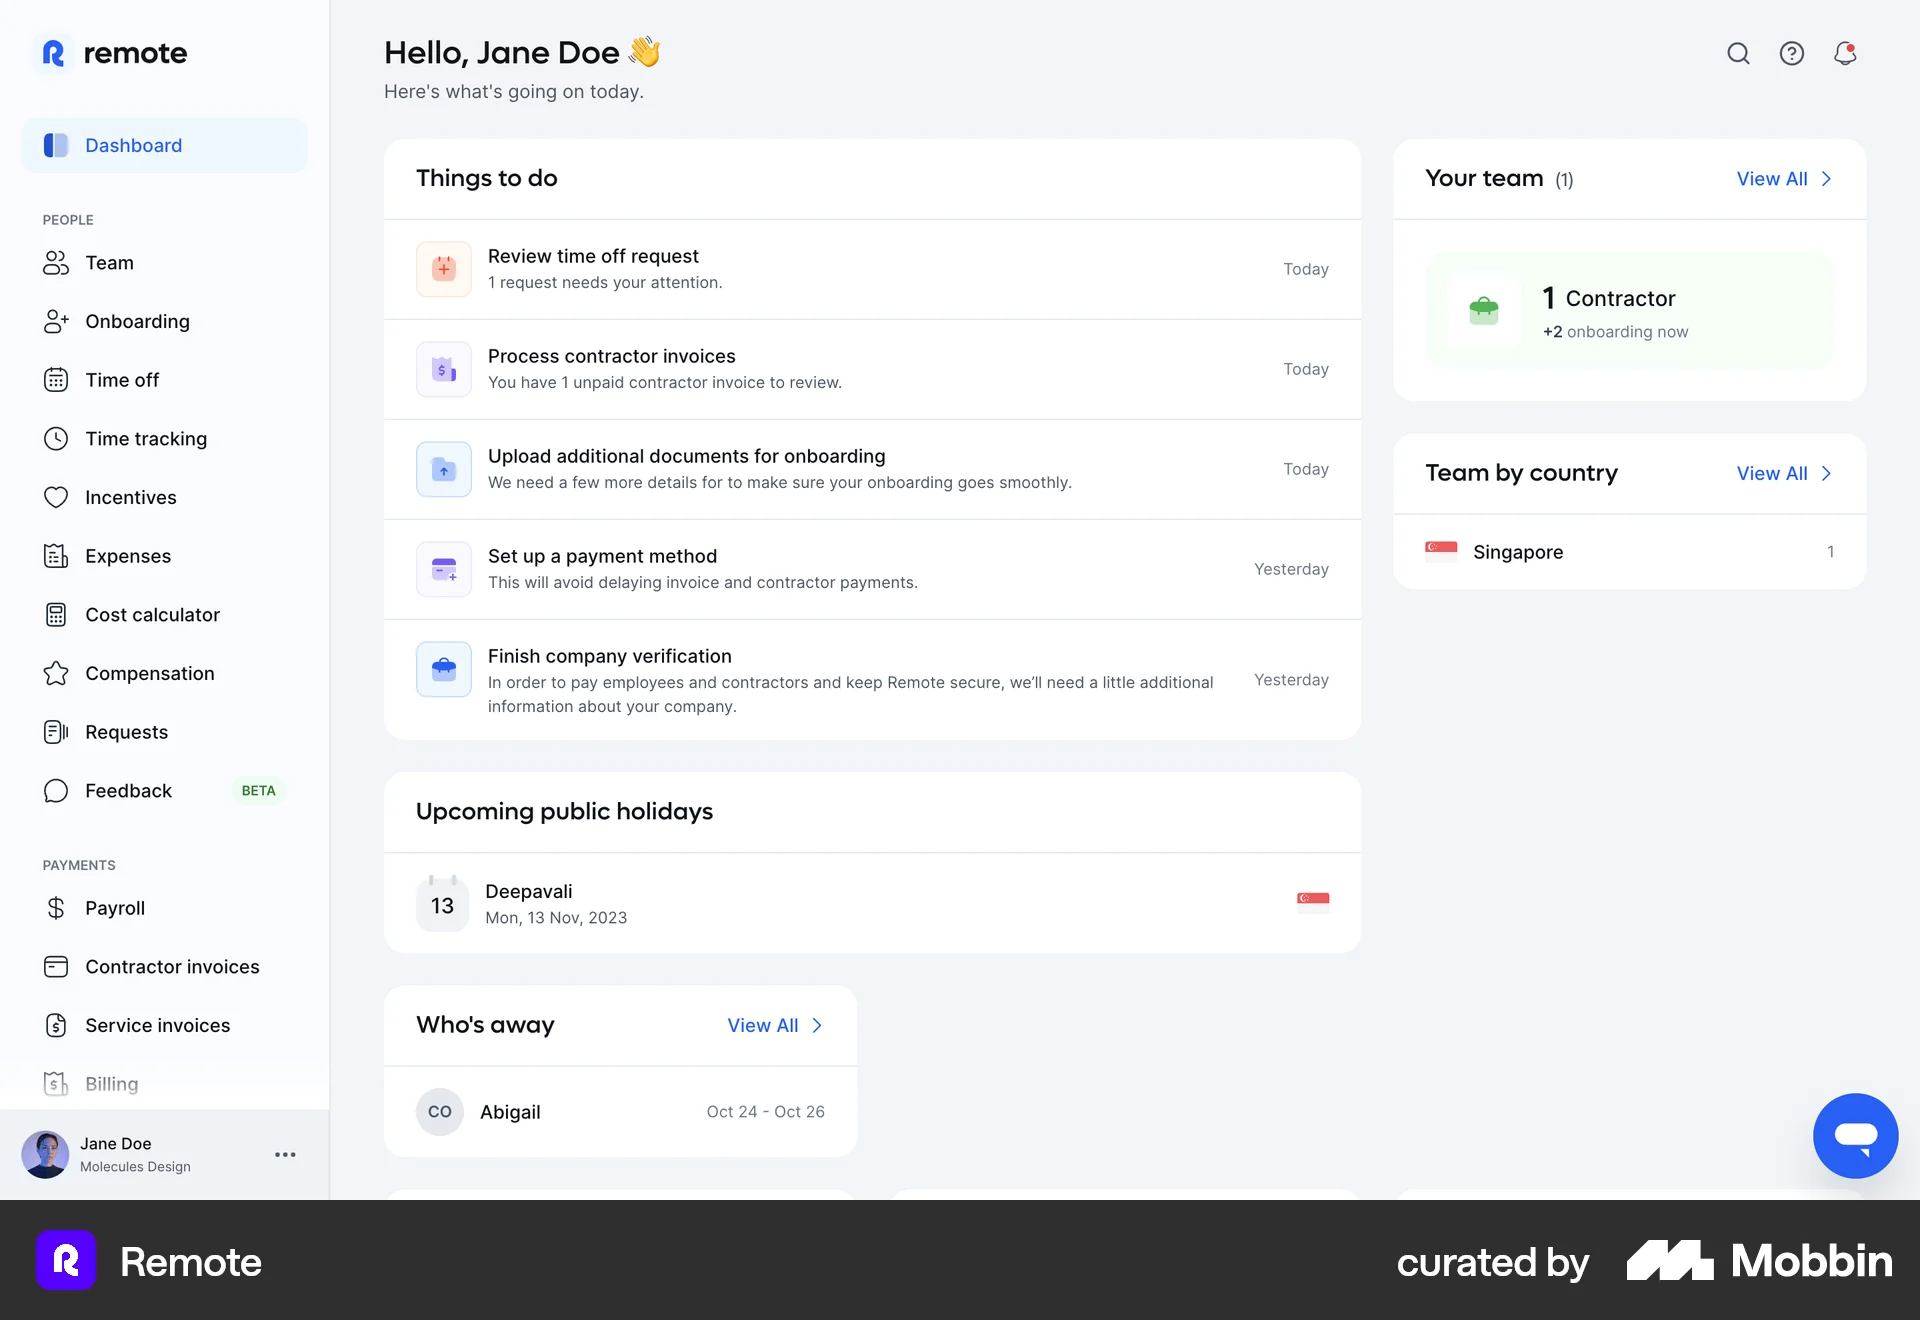 remote
Dashboard
PEOPLE
Team
Onboarding
Time off
Time tracking
Incentives
Expenses
Cost calculator
Compensation
Requests
Feedback BETA
PAYMENTS
Payroll
Contractor invoices
Service invoices
Billing
Jane Doe
Molecules Design
Hello, Jane Doe 👋
Here's what's going on today.
Things to do
Review time off request
1 request needs your attention.
Today
Process contractor invoices
You have 1 unpaid contractor invoice to review.
Today
Upload additional documents for onboarding
We need a few more details for to make sure your onboarding goes smoothly.
Today
Set up a payment method
This will avoid delaying invoice and contractor payments.
Yesterday
Finish company verification
In order to pay employees and contractors and keep Remote secure, we'll need a little additional
information about your company.
Yesterday
Upcoming public holidays
13
Deepavali
Mon, 13 Nov, 2023
Who's away
View All
CO
Abigail
Oct 24 - Oct 26
Your team (1)
View All
1 Contractor
+2 onboarding now
Team by country
View All
Singapore
1
Remote
curated by Mobbin